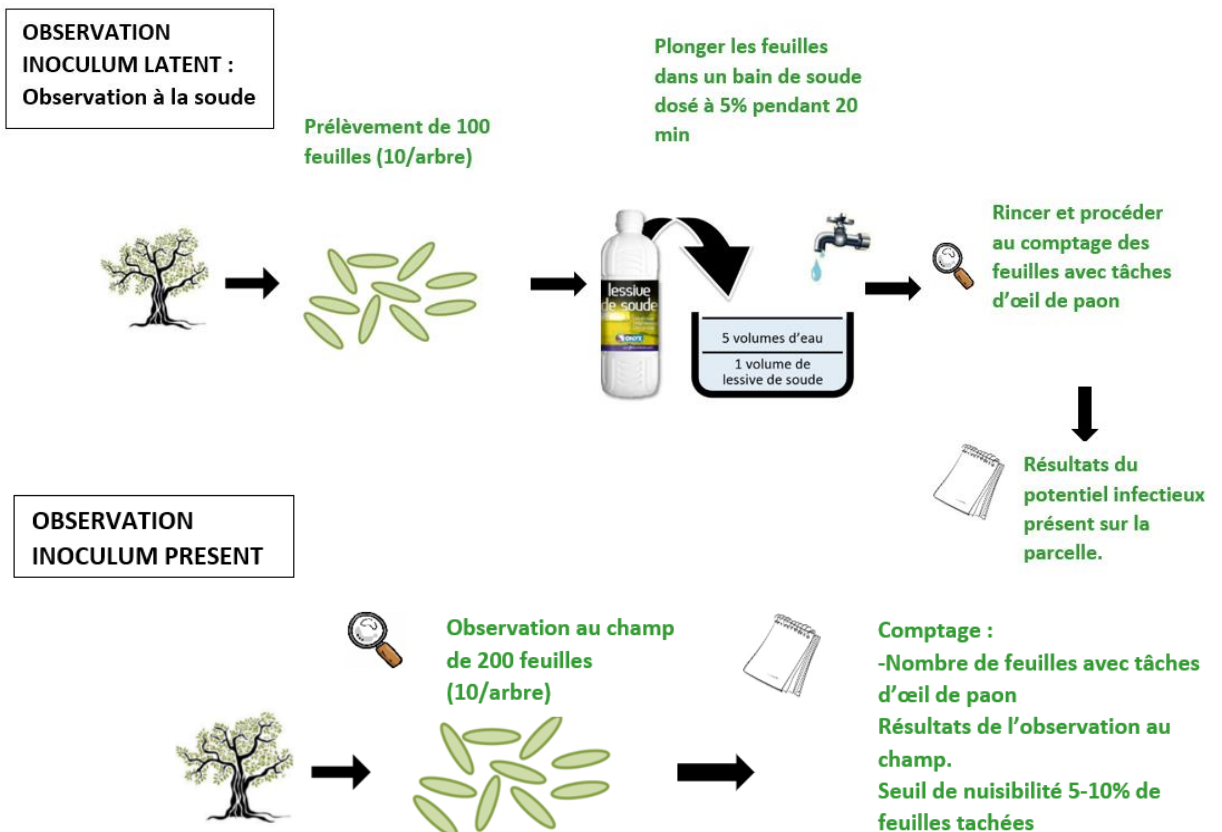 OBSERVATION
INOCULUM LATENT :
Observation à la soude
Prélèvement de 100
feuilles (10/arbre)
Plonger les feuilles
dans un bain de soude
dosé à 5% pendant 20
min
lessive
de soude
ONYX
5 volumes d'eau
1 volume de
lessive de soude
Rincer et procéder
au comptage des
feuilles avec tâches
d'œil de paon
Résultats du
potentiel infectieux
présent sur la
parcelle.
OBSERVATION
INOCULUM PRESENT
Observation au champ
de 200 feuilles
(10/arbre)
Comptage :
-Nombre de feuilles avec tâches
d'œil de paon
Résultats de l'observation au
champ.
Seuil de nuisibilité 5-10% de
feuilles tachées